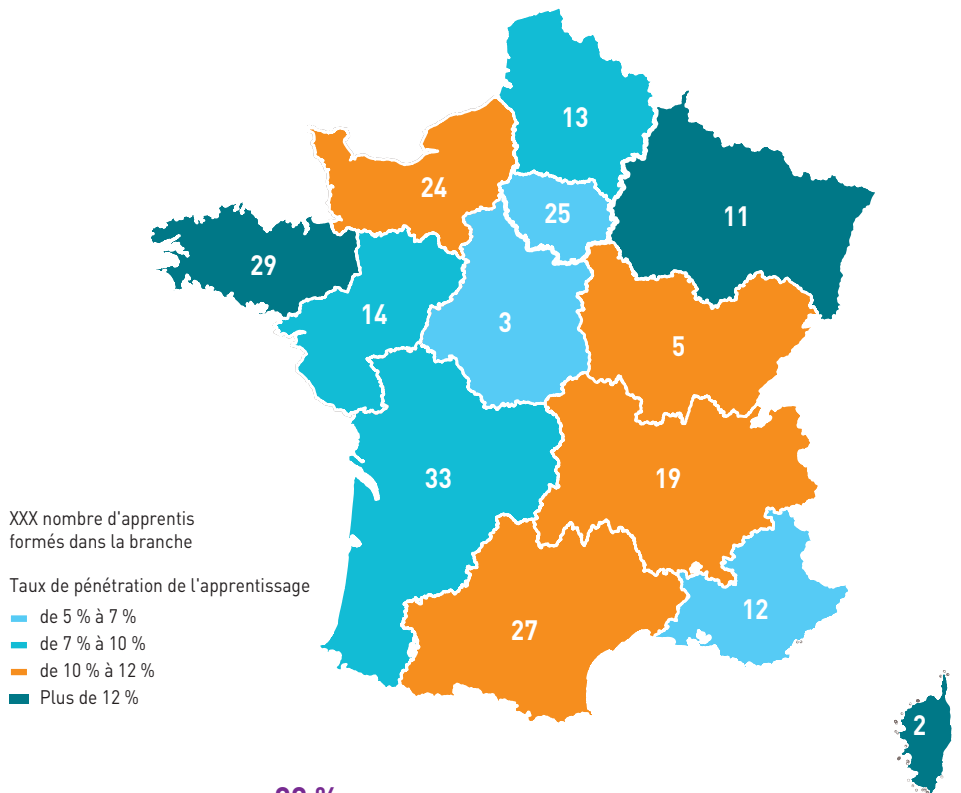 13
24
25
11
29
14
3
5
33
19
XXX nombre d'apprentis
formés dans la branche
Taux de pénétration de l'apprentissage
de 5 % à 7 %
de 7 % à 10 %
de 10 % à 12 %
Plus de 12 %
12
27
2